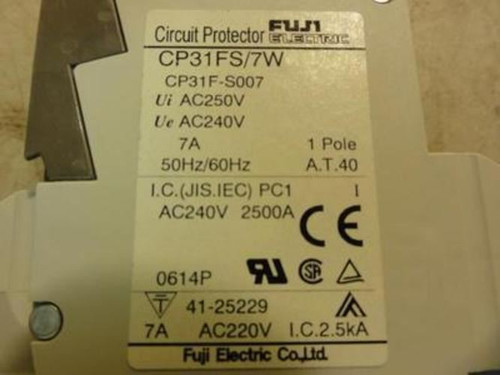 Circuit Protector FUJI ELECTRIC
CP31FS/7W
CP31F-S007
Ui AC250V
Ue AC240V
7A 1 Pole
50Hz/60Hz A.T.40
I.C.(JIS.IEC) PC1 I
AC240V 2500A
CE
0614P
41-25229
7A AC220V I.C.2.5kA
Fuji Electric Co.,Ltd.